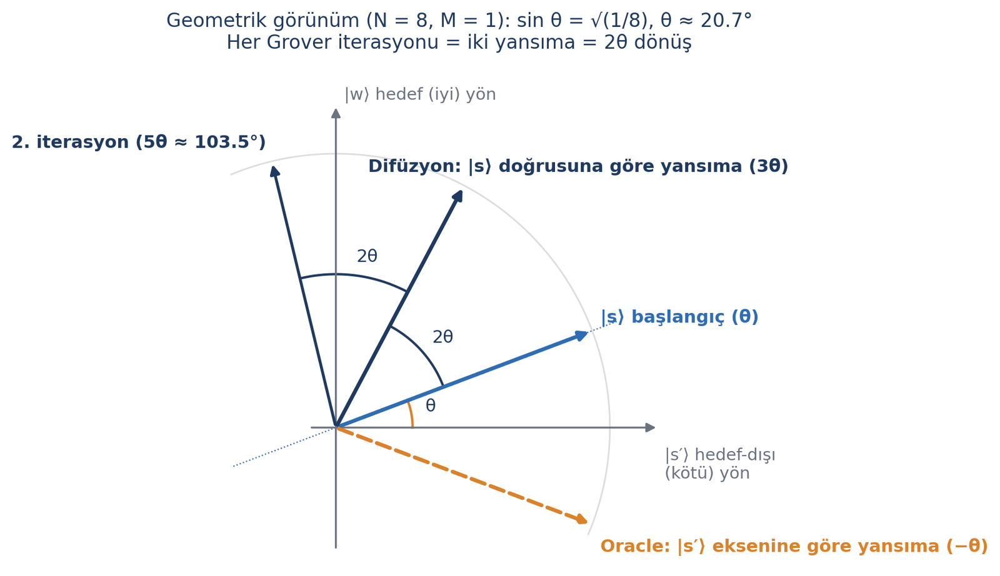 Geometrik görünüm (N = 8, M = 1): sin θ = √(1/8), θ ≈ 20.7°
Her Grover iterasyonu = iki yansıma = 2θ dönüş
|w⟩ hedef (iyi) yön
2. iterasyon (5θ ≈ 103.5°)
Difüzyon: |s⟩ doğrusuna göre yansıma (3θ)
2θ
|s⟩ başlangıç (θ)
2θ
θ
|s′⟩ hedef-dışı
(kötü) yön
Oracle: |s′⟩ eksenine göre yansıma (−θ)